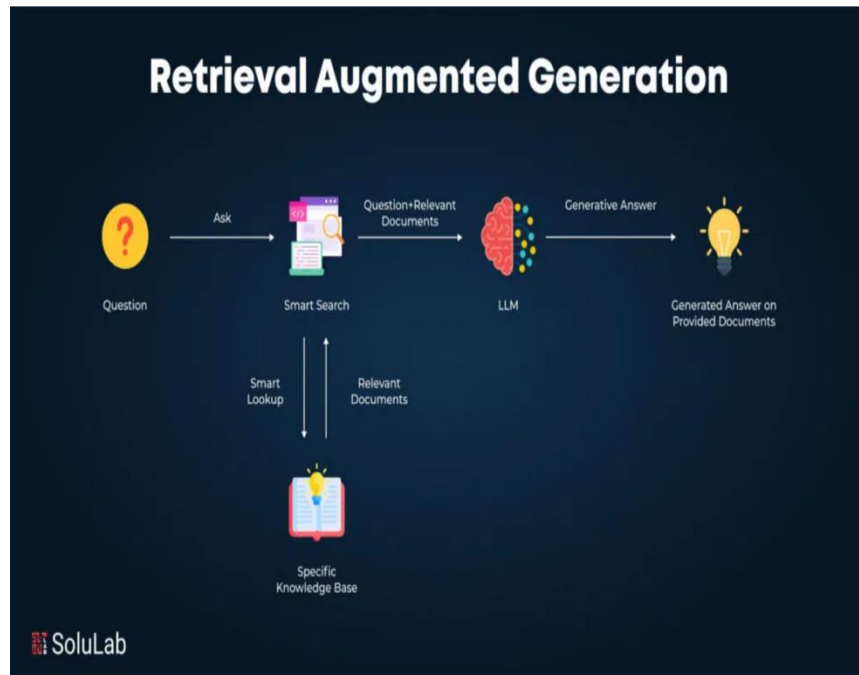 Retrieval Augmented Generation
Ask
Question+Relevant
Documents
Generative Answer
Question
Smart Search
LLM
Generated Answer on
Provided Documents
Smart
Lookup
Relevant
Documents
Specific
Knowledge Base
SoluLab